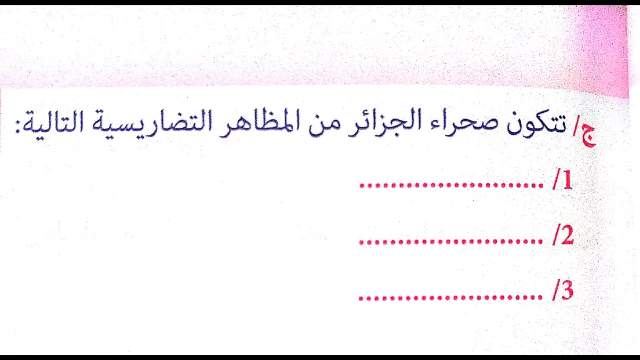 ج/ تتكون صحراء الجزائر من المظاهر التضاريسية التالية:
1/ ........................
2/ ........................
3/ ........................